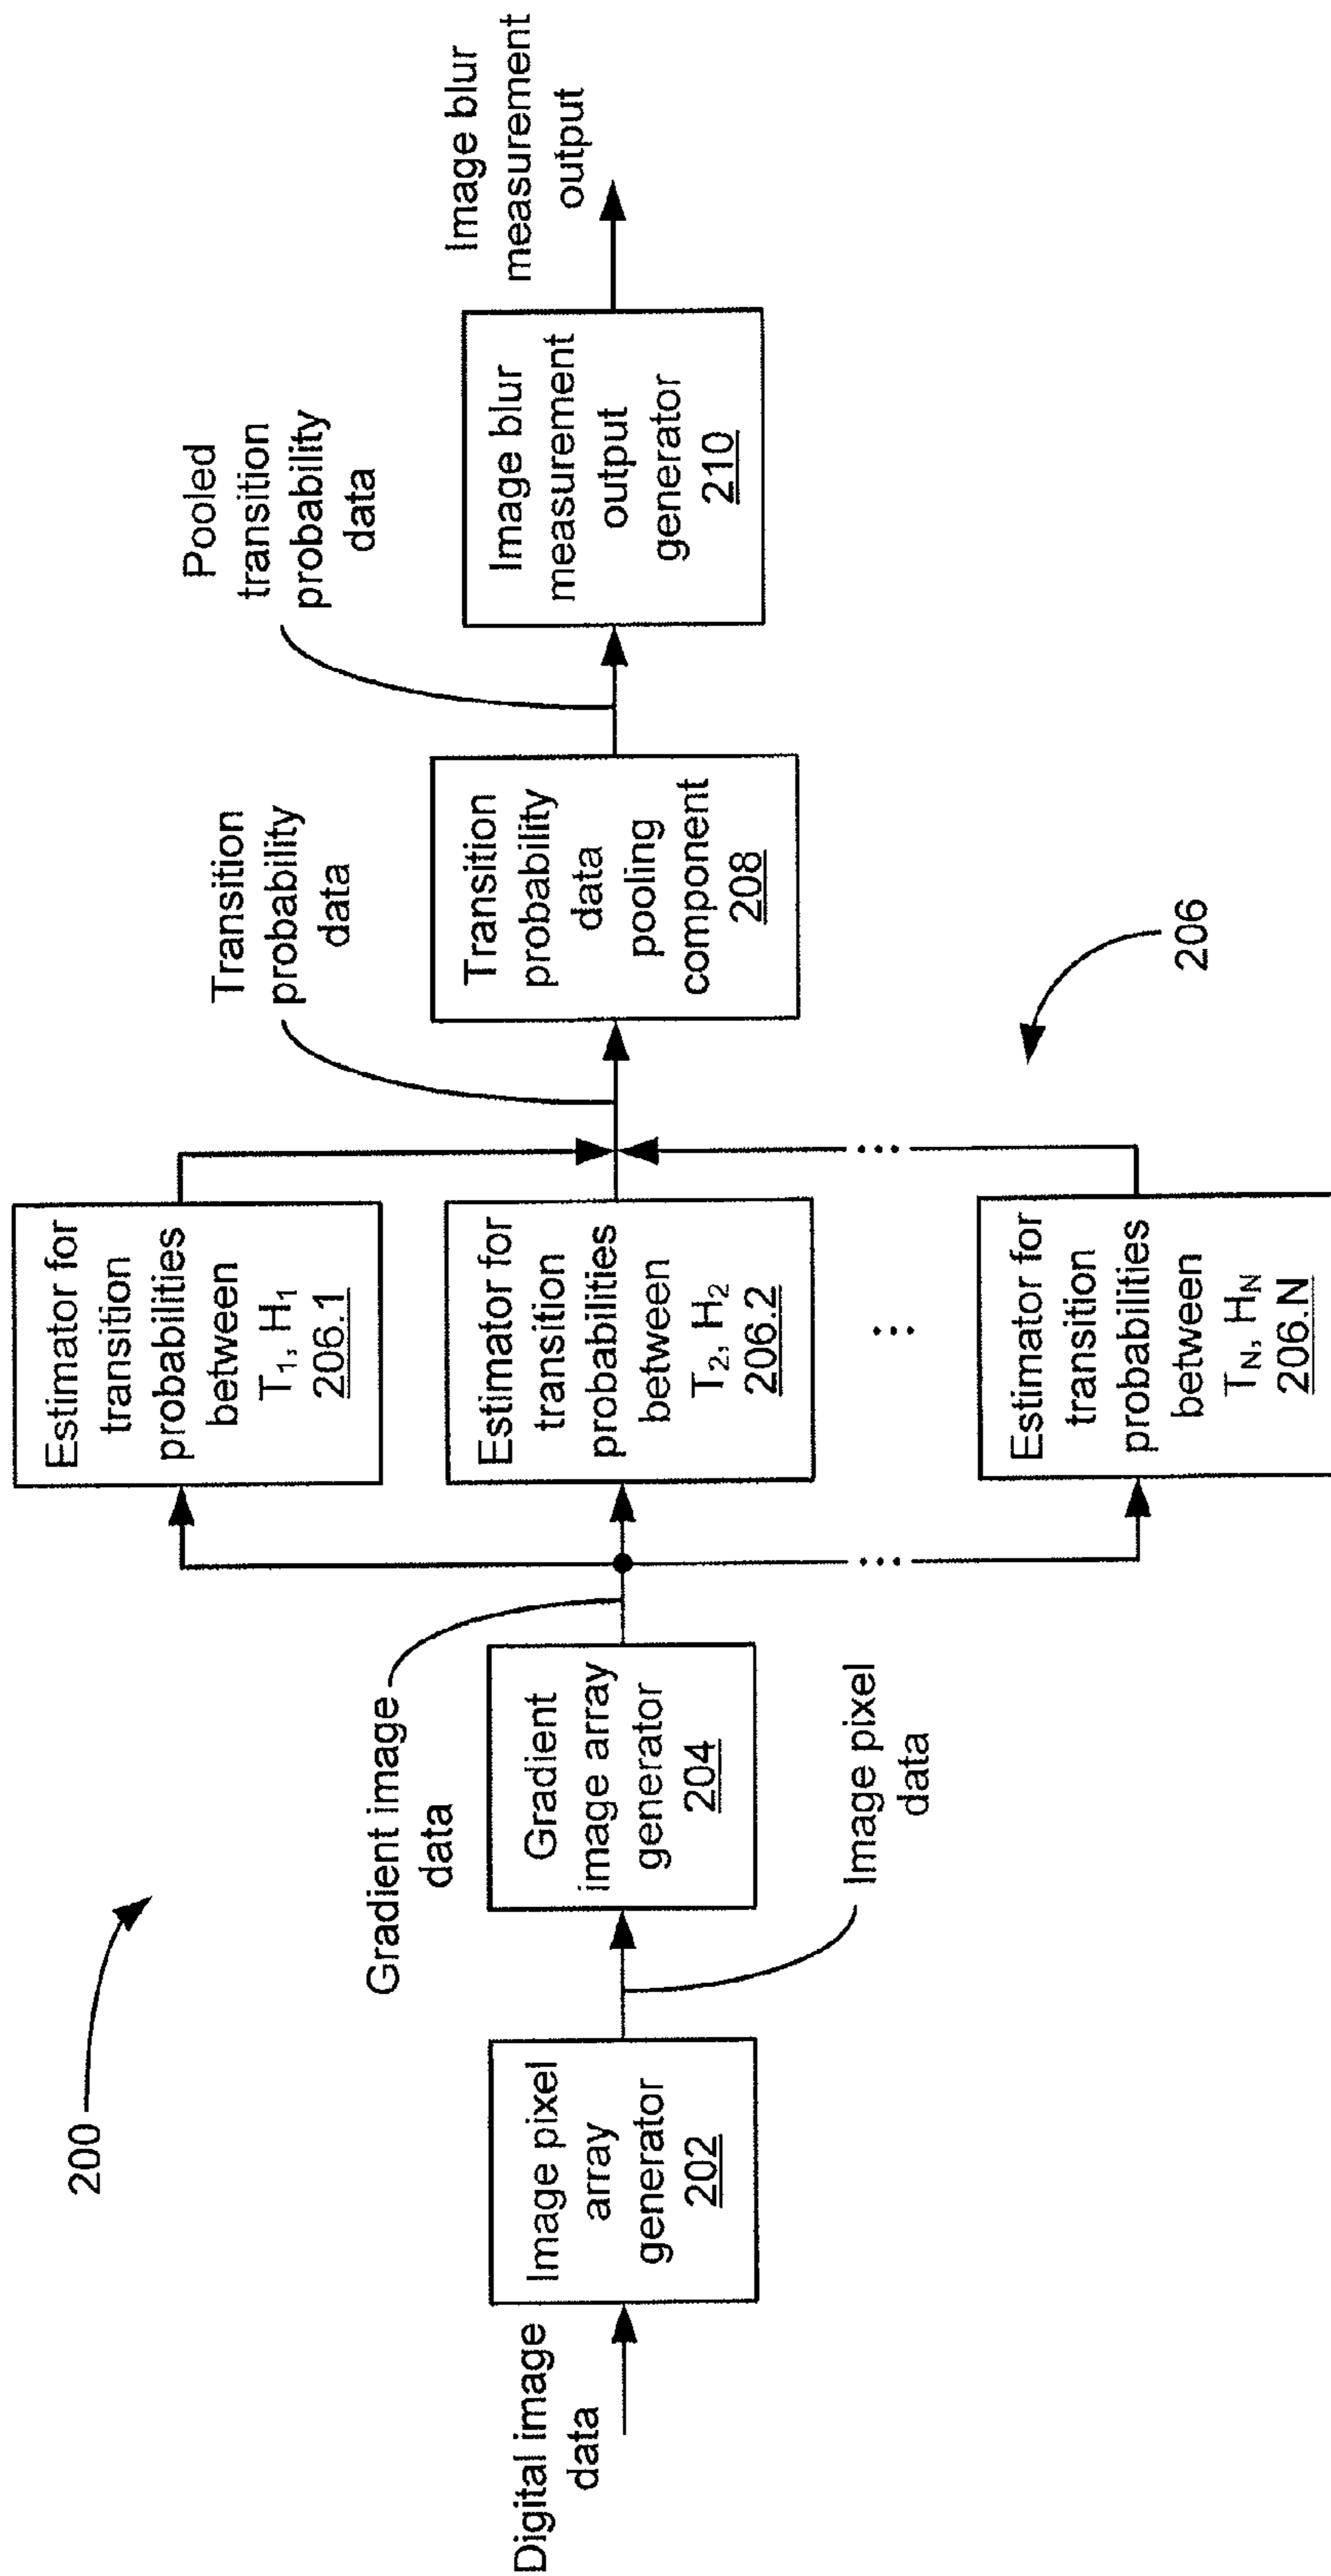 200
Digital image
data
Image pixel
array
generator
202
Image pixel
data
Gradient
image array
generator
204
Gradient image
data
Estimator for
transition
probabilities
between
T₁, H₁
206.1
Estimator for
transition
probabilities
between
T₂, H₂
206.2
...
...
Estimator for
transition
probabilities
between
T_N, H_N
206.N
...
206
Transition
probability
data
Transition
probability
data
pooling
component
208
Pooled
transition
probability
data
Image blur
measurement
output
generator
210
Image blur
measurement
output